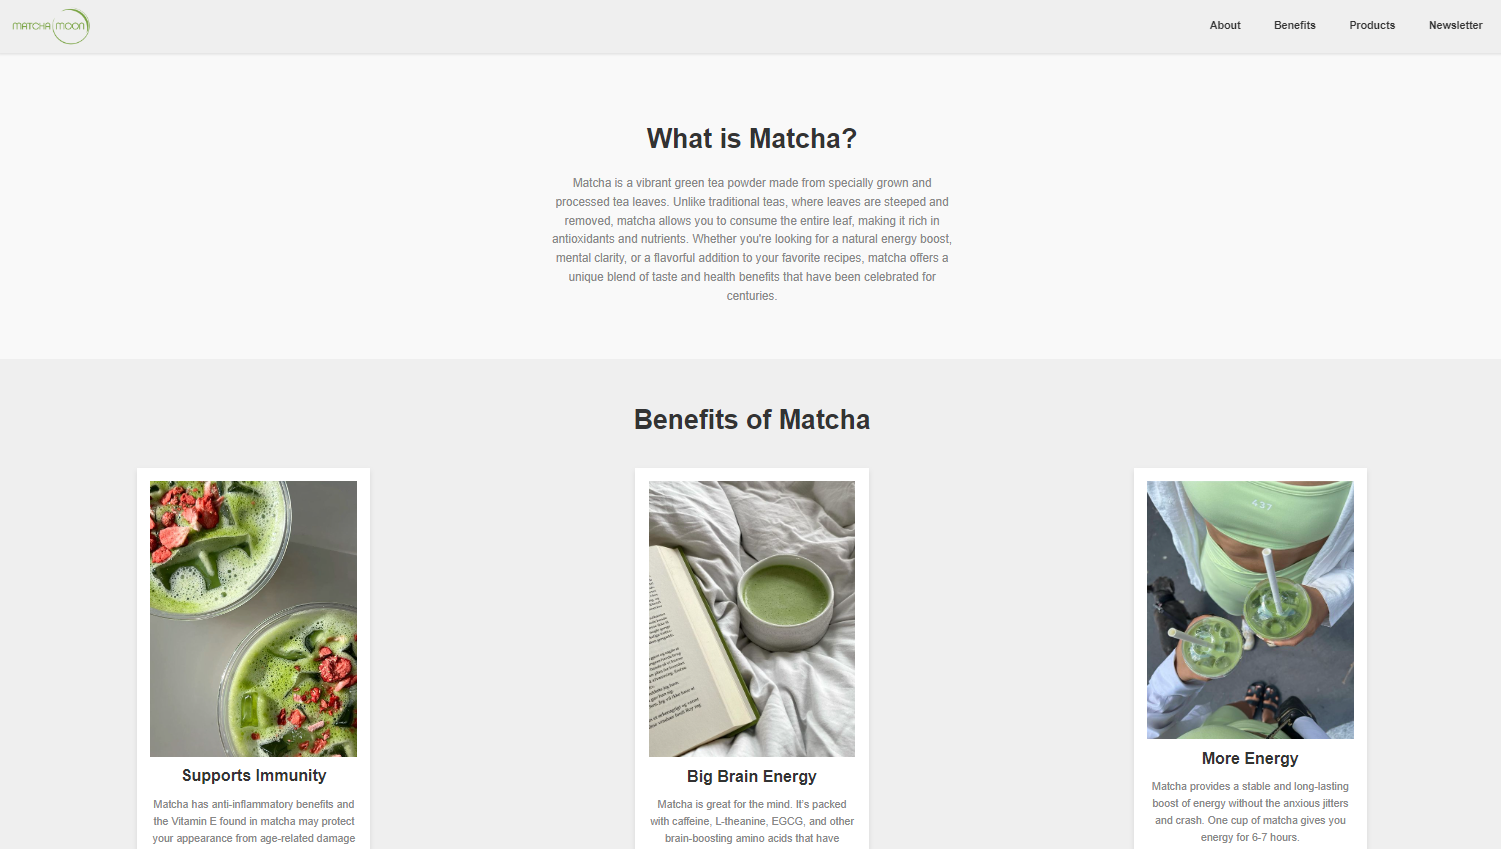 MATCHA MOON
About Benefits Products Newsletter
What is Matcha?
Matcha is a vibrant green tea powder made from specially grown and
processed tea leaves. Unlike traditional teas, where leaves are steeped and
removed, matcha allows you to consume the entire leaf, making it rich in
antioxidants and nutrients. Whether you're looking for a natural energy boost,
mental clarity, or a flavorful addition to your favorite recipes, matcha offers a
unique blend of taste and health benefits that have been celebrated for
centuries.
Benefits of Matcha
Supports Immunity
Matcha has anti-inflammatory benefits and
the Vitamin E found in matcha may protect
your appearance from age-related damage
Big Brain Energy
Matcha is great for the mind. It's packed
with caffeine, L-theanine, EGCG, and other
brain-boosting amino acids that have
437
More Energy
Matcha provides a stable and long-lasting
boost of energy without the anxious jitters
and crash. One cup of matcha gives you
energy for 6-7 hours.